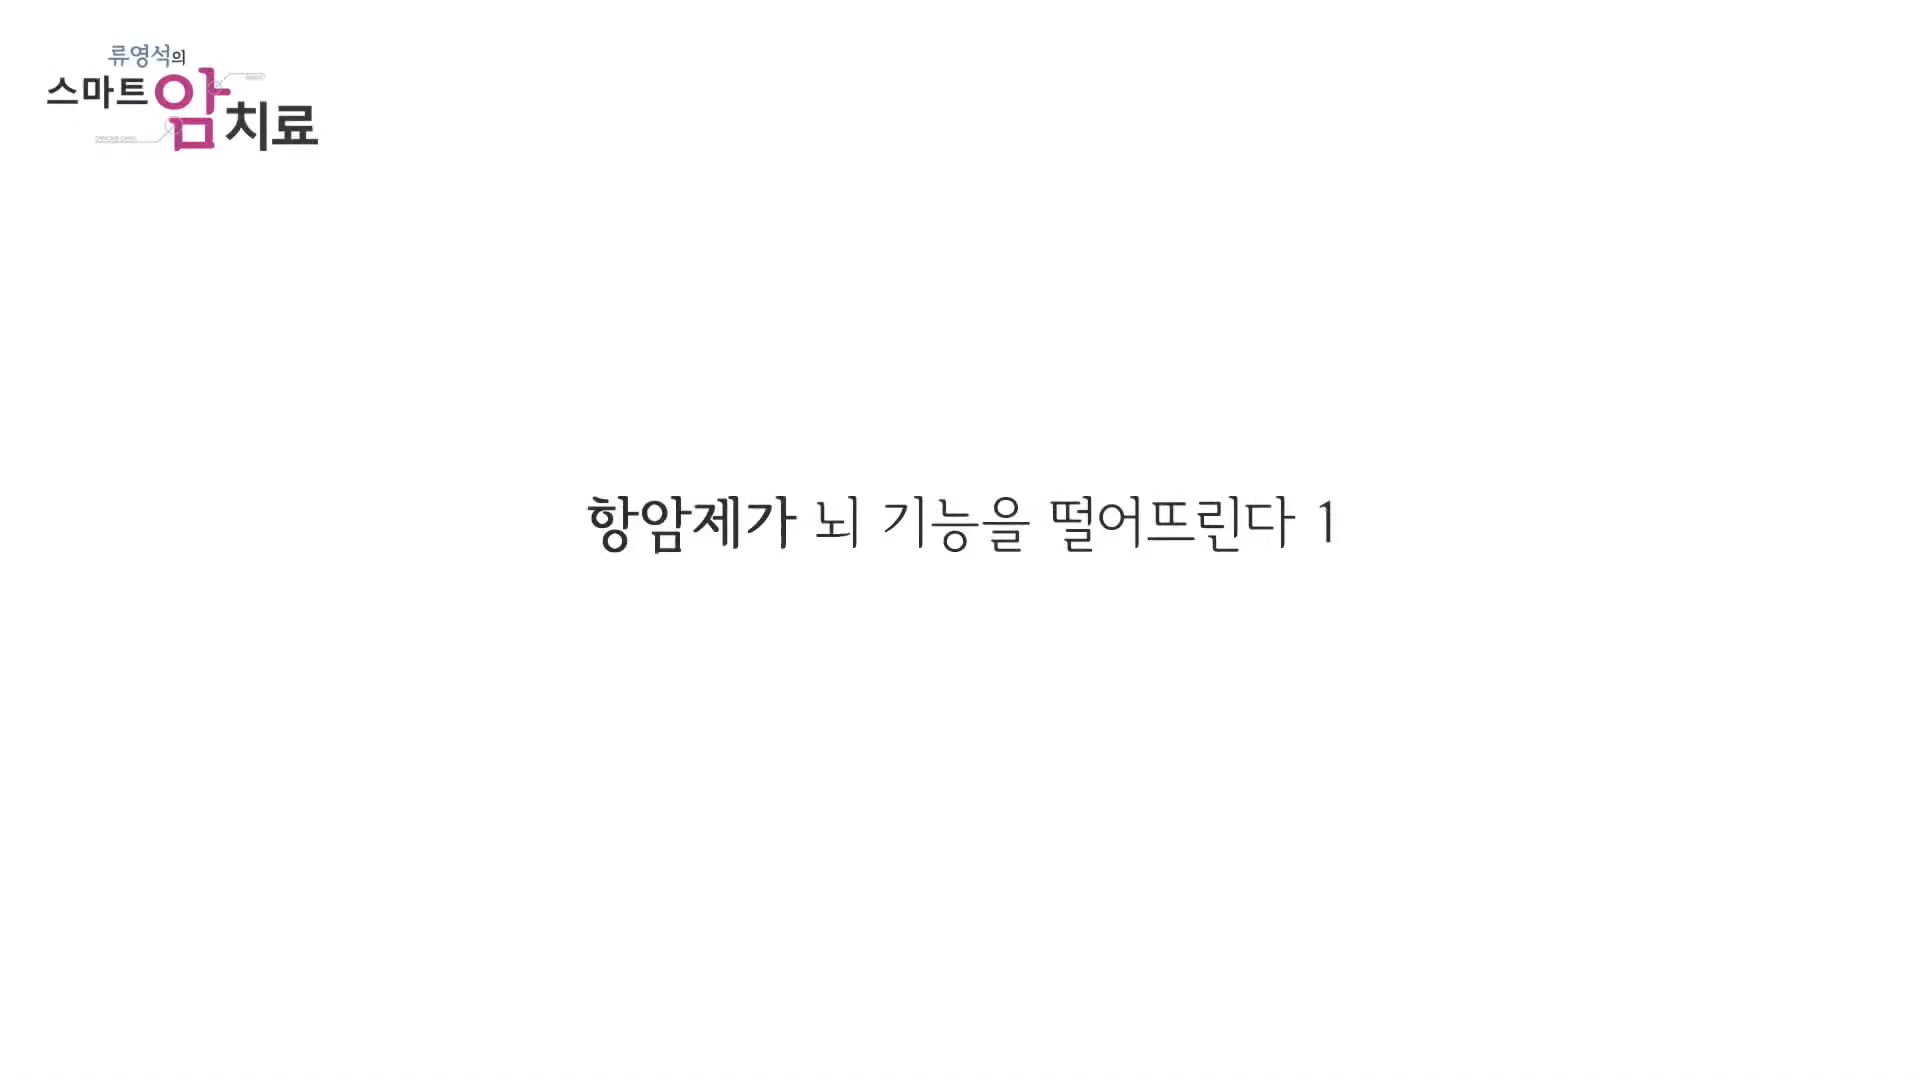 류영석의
스마트 암치료
항암제가 뇌 기능을 떨어뜨린다 1